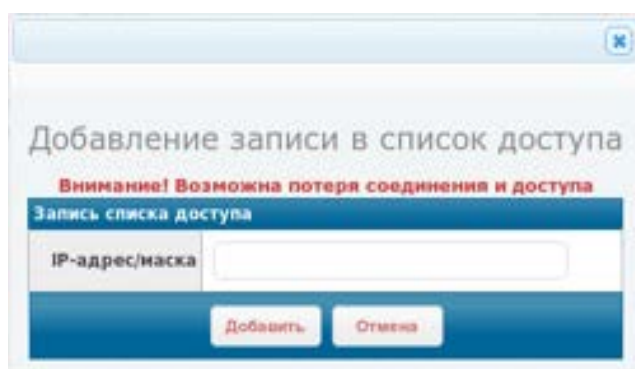 Добавление записи в список доступа
Внимание! Возможна потеря соединения и доступа
Запись списка доступа
IP-адрес/маска
Добавить Отмена